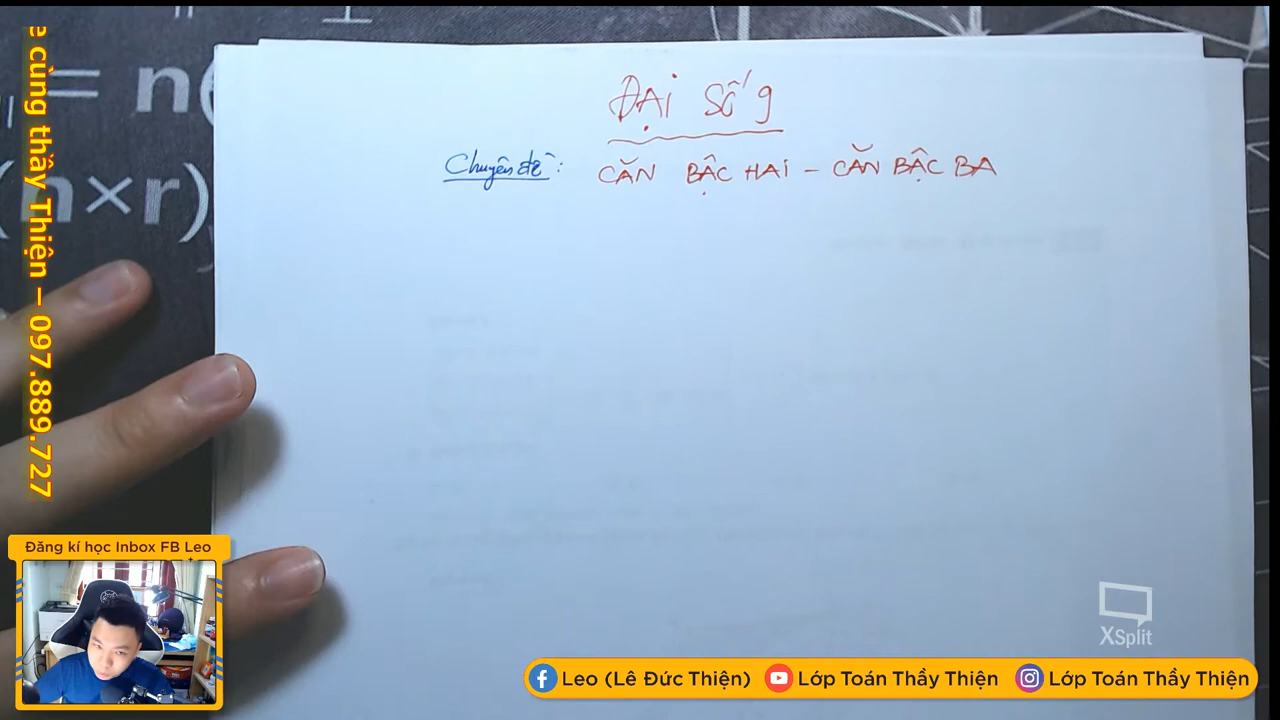 ĐẠI SỐ 9
Chuyên đề: CĂN BẬC HAI – CĂN BẬC BA
= n(
(n×r)
e cùng thầy Thiện – 097.889.727
Đăng kí học Inbox FB Leo
XSplit
Leo (Lê Đức Thiện) Lớp Toán Thầy Thiện Lớp Toán Thầy Thiện